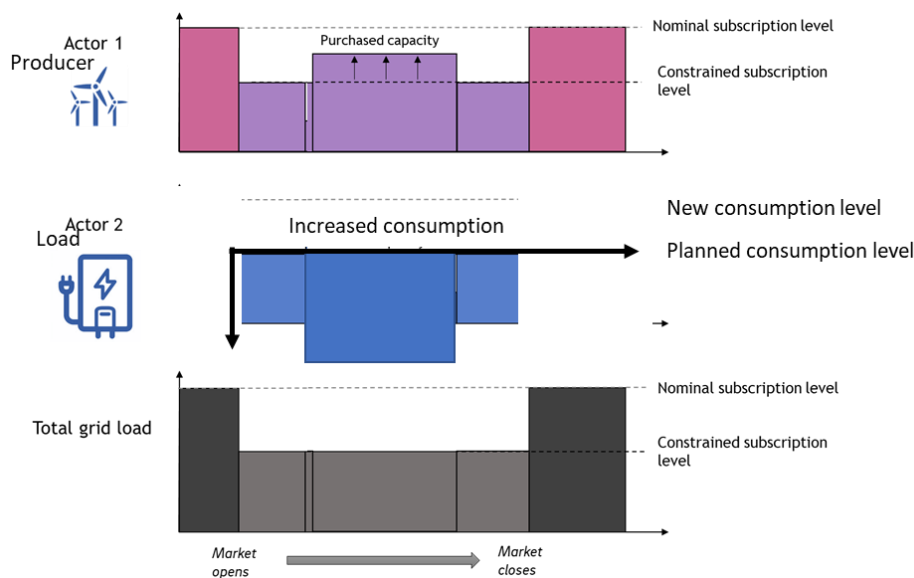 Actor 1
Producer
Purchased capacity
Nominal subscription level
Constrained subscription
level
Actor 2
Load
Increased consumption
New consumption level
Planned consumption level
Total grid load
Nominal subscription level
Constrained subscription
level
Market
opens
Market
closes